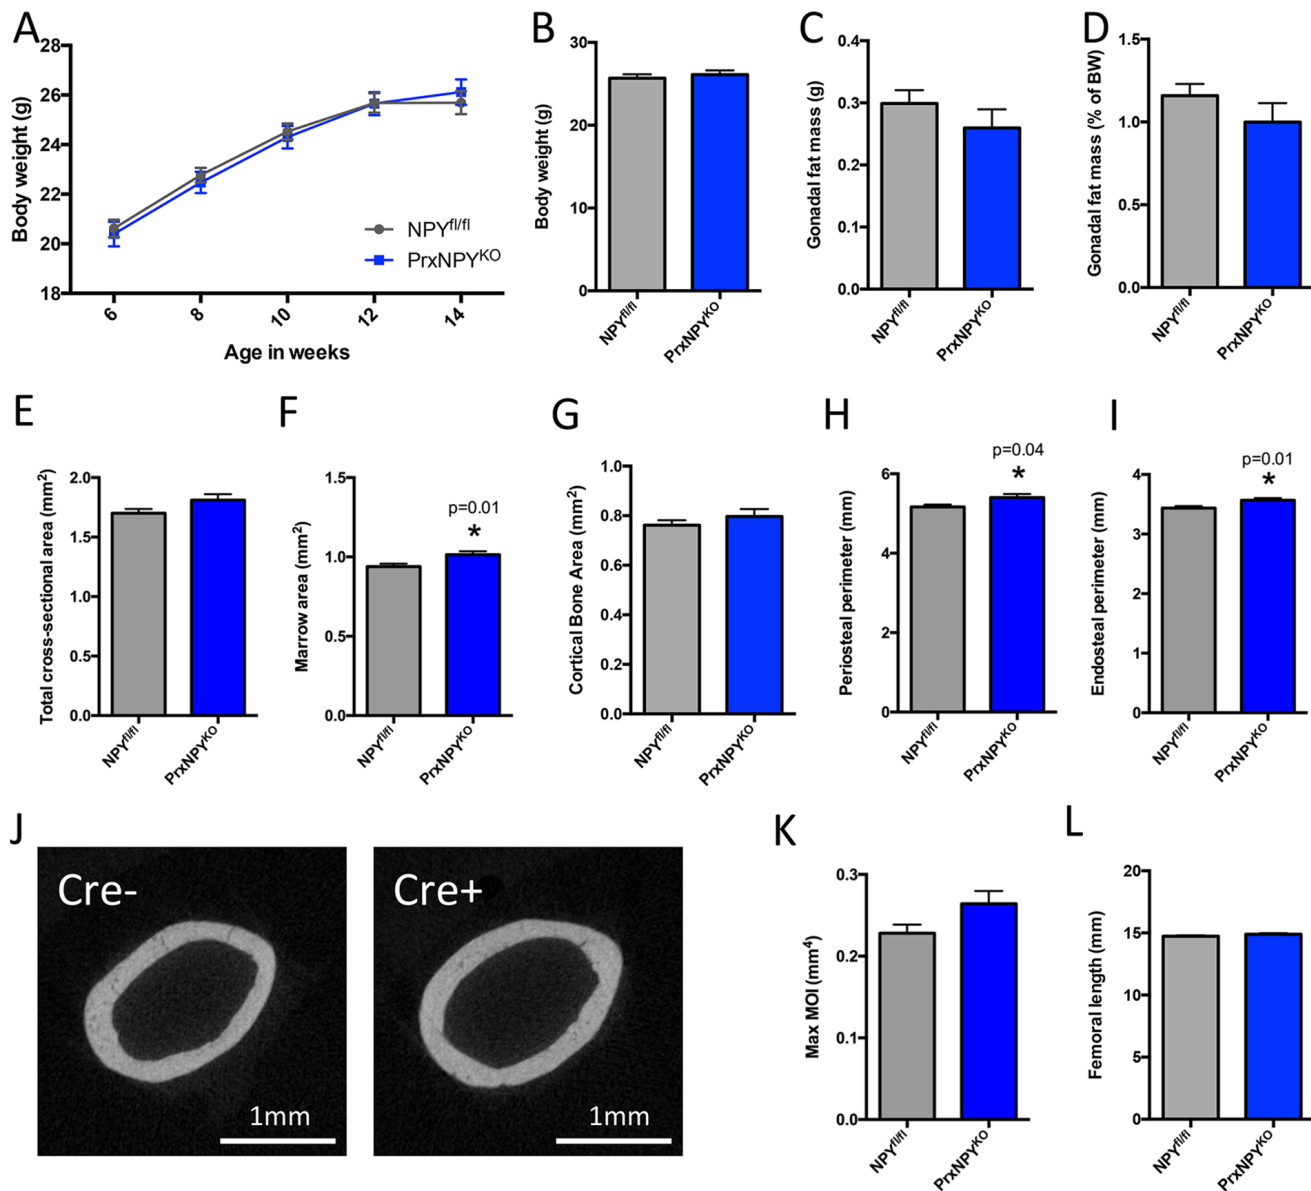 A
Body weight (g)
28
26
24
22
20
18
6
8
10
12
14
Age in weeks
NPYfl/fl
PrxNPYKO
B
Body weight (g)
30
20
10
0
NPYfl/fl
PrxNPYKO
C
Gonadal fat mass (g)
0.4
0.3
0.2
0.1
0.0
NPYfl/fl
PrxNPYKO
D
Gonadal fat mass (% of BW)
1.5
1.0
0.5
0.0
NPYfl/fl
PrxNPYKO
E
Total cross-sectional area (mm²)
2.0
1.5
1.0
0.5
0.0
NPYfl/fl
PrxNPYKO
F
Marrow area (mm²)
1.5
1.0
0.5
0.0
p=0.01
*
NPYfl/fl
PrxNPYKO
G
Cortical Bone Area (mm²)
1.0
0.8
0.6
0.4
0.2
0.0
NPYfl/fl
PrxNPYKO
H
Periosteal perimeter (mm)
6
4
2
0
p=0.04
*
NPYfl/fl
PrxNPYKO
I
Endosteal perimeter (mm)
4
3
2
1
0
p=0.01
*
NPYfl/fl
PrxNPYKO
J
Cre-
1mm
Cre+
1mm
K
Max MOI (mm⁴)
0.3
0.2
0.1
0.0
NPYfl/fl
PrxNPYKO
L
Femoral length (mm)
20
15
10
5
0
NPYfl/fl
PrxNPYKO